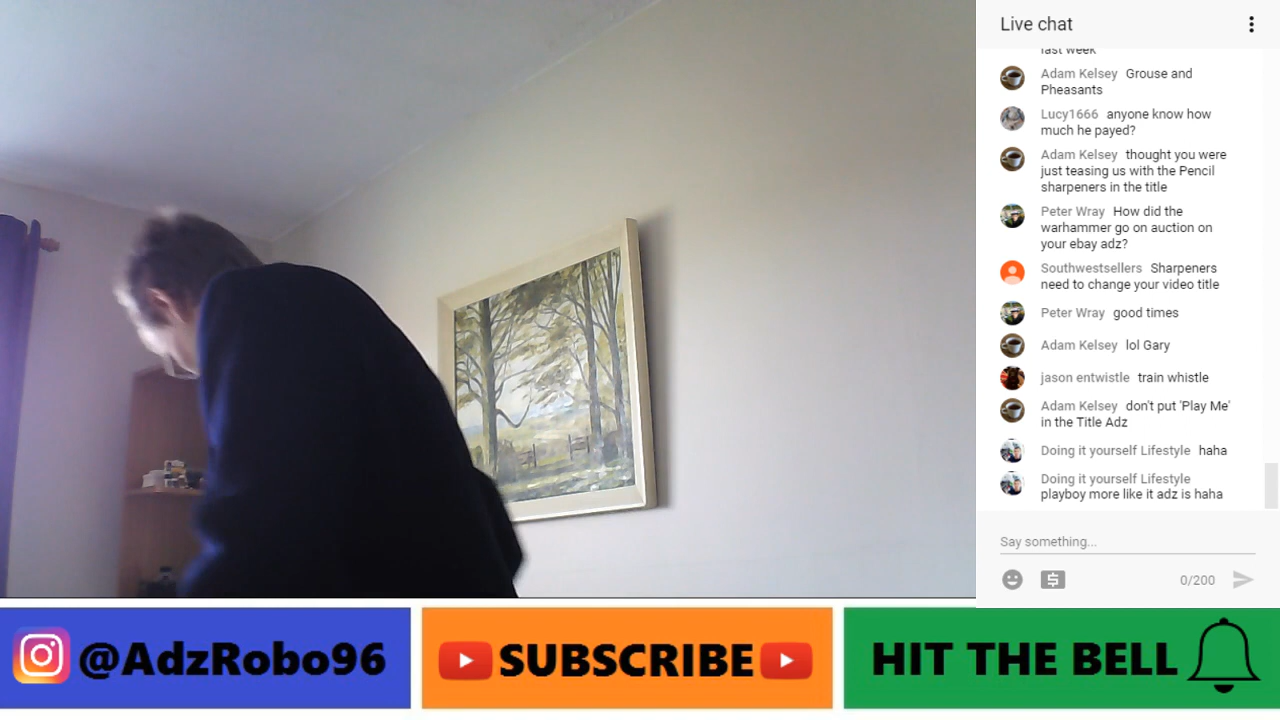 Live chat
last week
Adam Kelsey Grouse and
Pheasants
Lucy1666 anyone know how
much he payed?
Adam Kelsey thought you were
just teasing us with the Pencil
sharpeners in the title
Peter Wray How did the
warhammer go on auction on
your ebay adz?
Southwestsellers Sharpeners
need to change your video title
Peter Wray good times
Adam Kelsey lol Gary
jason entwistle train whistle
Adam Kelsey don't put 'Play Me'
in the Title Adz
Doing it yourself Lifestyle haha
Doing it yourself Lifestyle
playboy more like it adz is haha
Say something...
0/200
@AdzRobo96
SUBSCRIBE
HIT THE BELL